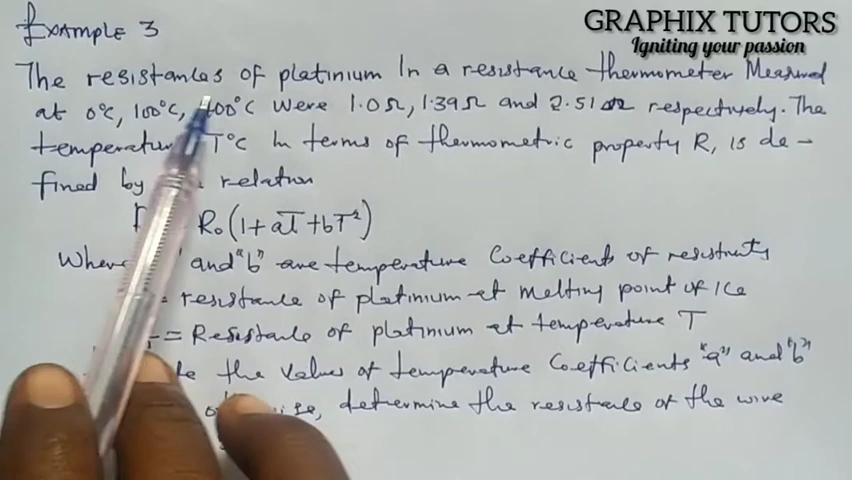 GRAPHIX TUTORS
Igniting your passion
Example 3
The resistances of platinium In a resistance thermometer Measured
at 0°C, 100°C, 400°C Were 1.0Ω, 1.39Ω and 2.51Ω respectively. The
T°C In terms of thermometric property R, is de-
fined by relation
R₀(1+aT+bT²)
and "b" are temperature Coefficients of
= resistance of platinium at melting point of Ice
= Resistance of platinium at temperature T
the Values of temperature Coefficients "a" and "b"
determine the resistance of the wire